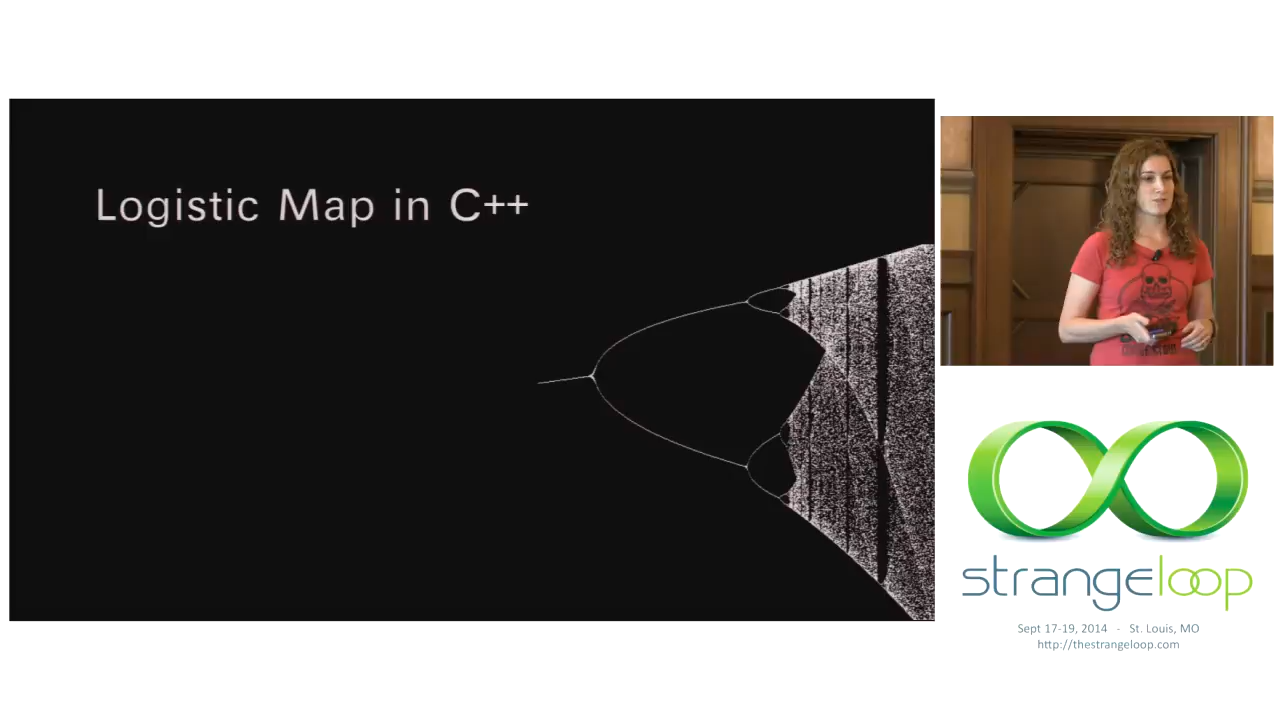 Logistic Map in C++
strangeloop
Sept 17-19, 2014 - St. Louis, MO
http://thestrangeloop.com